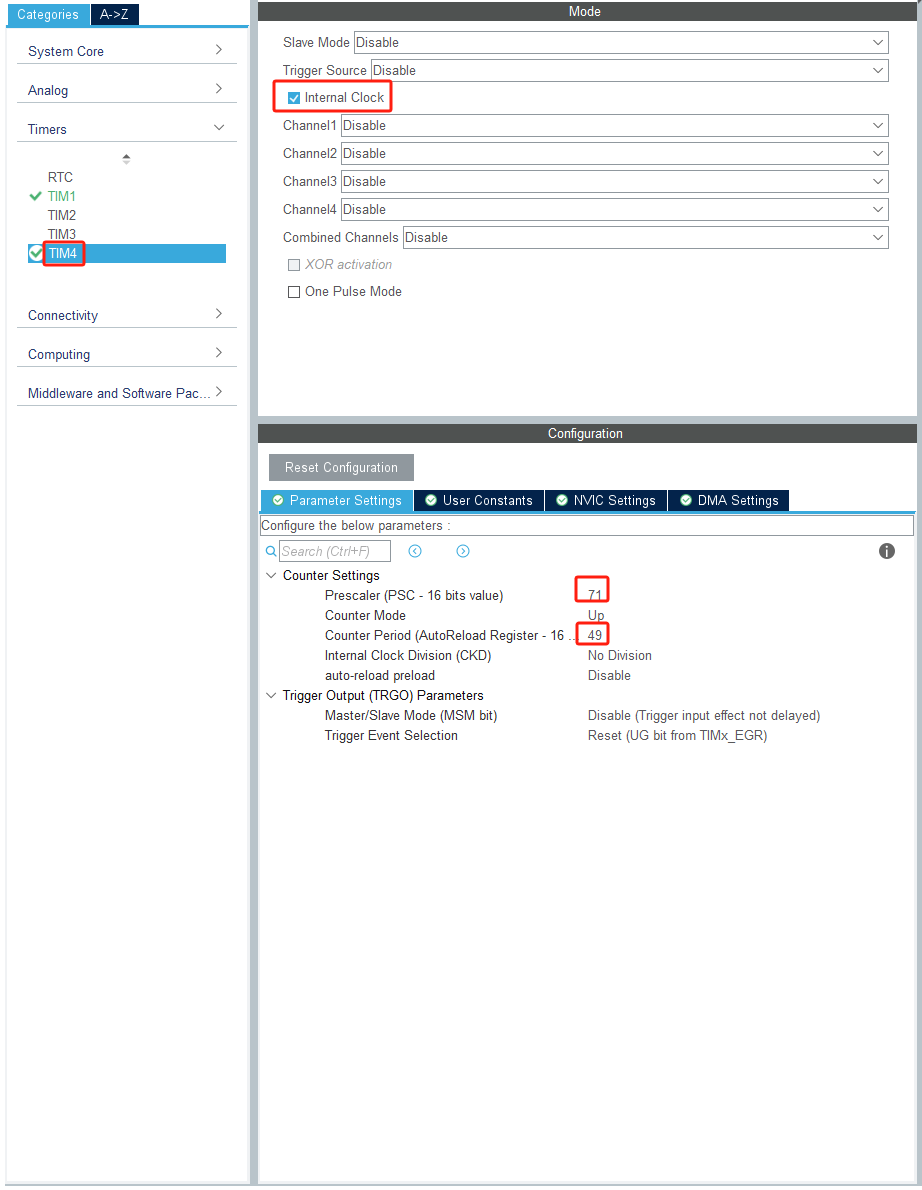 Categories A->Z
System Core
Analog
Timers
RTC
TIM1
TIM2
TIM3
TIM4
Connectivity
Computing
Middleware and Software Pac...
Mode
Slave Mode Disable
Trigger Source Disable
Internal Clock
Channel1 Disable
Channel2 Disable
Channel3 Disable
Channel4 Disable
Combined Channels Disable
XOR activation
One Pulse Mode
Configuration
Reset Configuration
Parameter Settings User Constants NVIC Settings DMA Settings
Configure the below parameters :
Search (Ctrl+F)
Counter Settings
Prescaler (PSC - 16 bits value) 71
Counter Mode Up
Counter Period (AutoReload Register - 16 ... 49
Internal Clock Division (CKD) No Division
auto-reload preload Disable
Trigger Output (TRGO) Parameters
Master/Slave Mode (MSM bit) Disable (Trigger input effect not delayed)
Trigger Event Selection Reset (UG bit from TIMx_EGR)